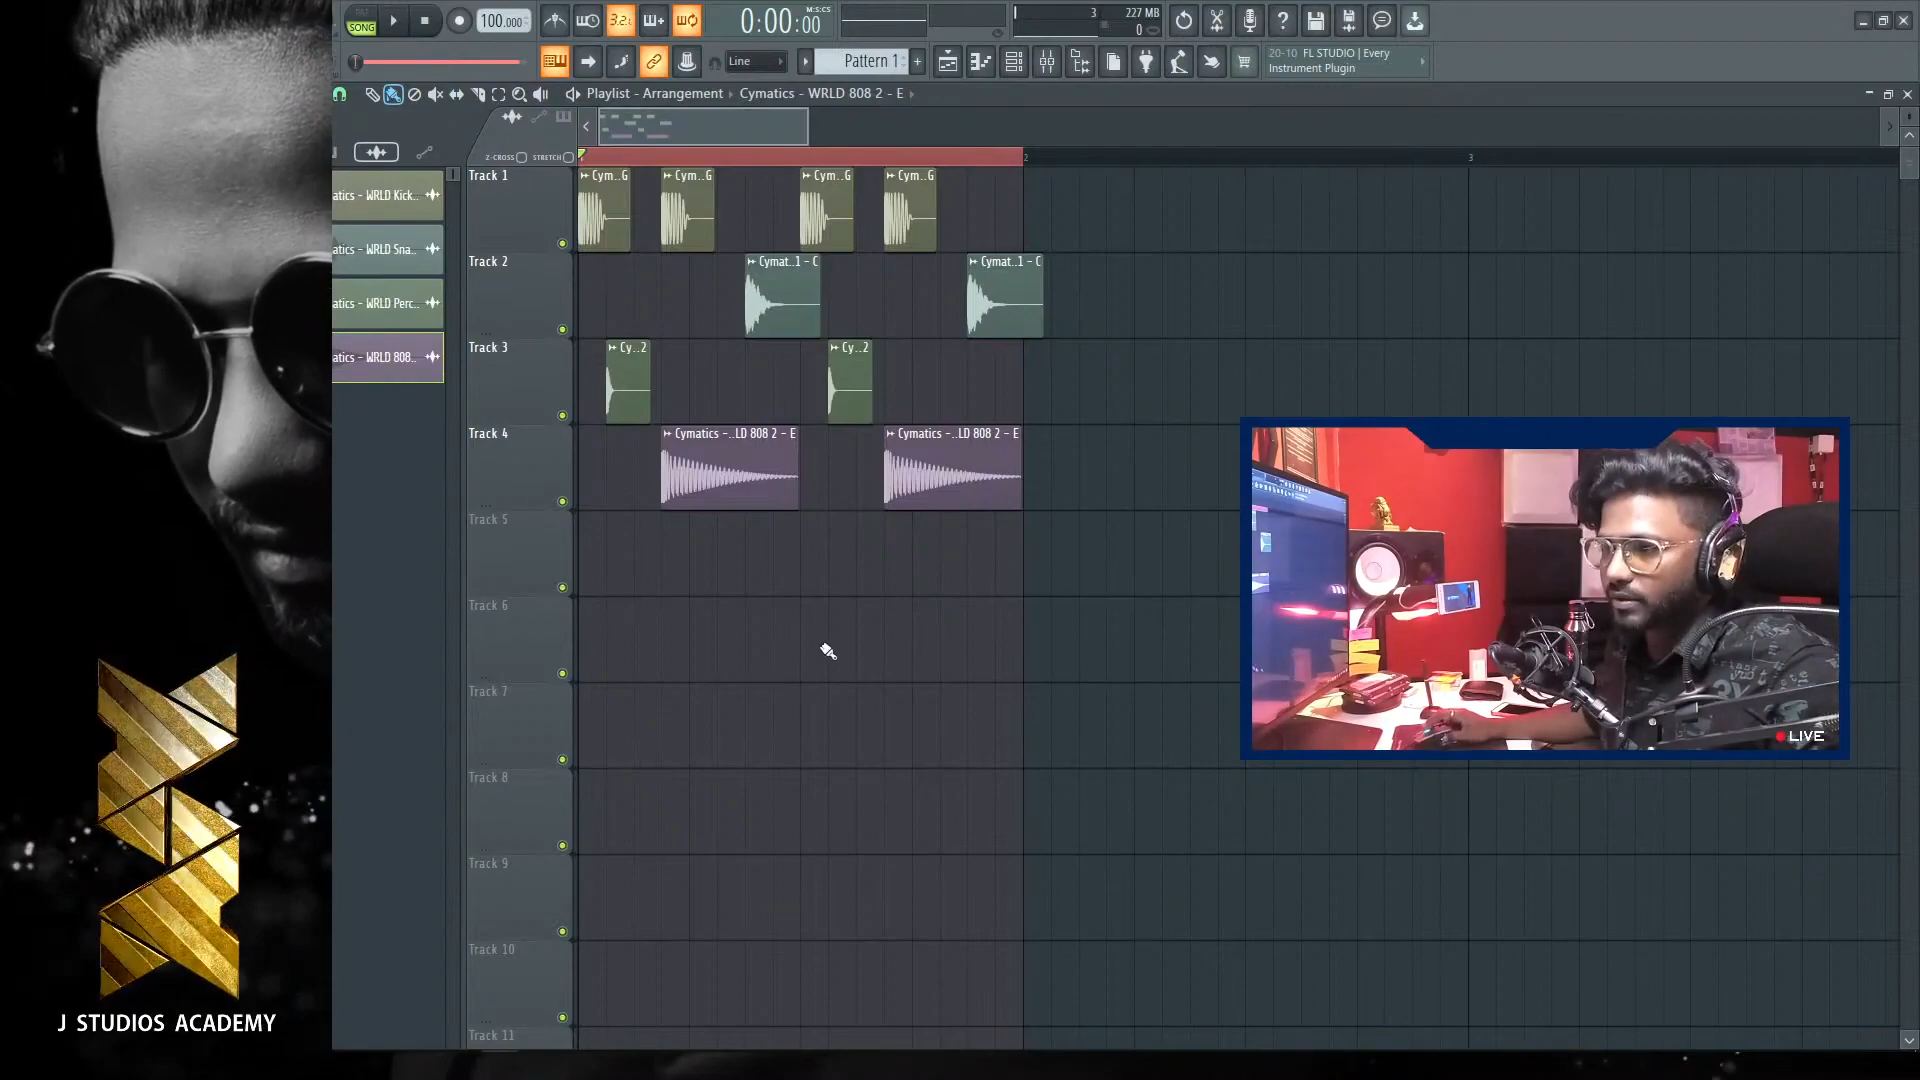 SONG
100.000
3.2.
0:00:00
M:S:CS
3
227 MB
0
Line
Pattern 1
20-10 FL STUDIO | Every
Instrument Plugin
Playlist - Arrangement › Cymatics - WRLD 808 2 - E ›
Z-CROSS
STRETCH
2
3
atics - WRLD Kick..
atics - WRLD Sna..
atics - WRLD Perc..
atics - WRLD 808..
Track 1
Cym..G
Cym..G
Cym..G
Cym..G
Track 2
Cymat..1 - C
Cymat..1 - C
Track 3
Cy..2
Cy..2
Track 4
Cymatics -..LD 808 2 - E
Cymatics -..LD 808 2 - E
Track 5
Track 6
Track 7
Track 8
Track 9
Track 10
Track 11
LIVE
J STUDIOS ACADEMY